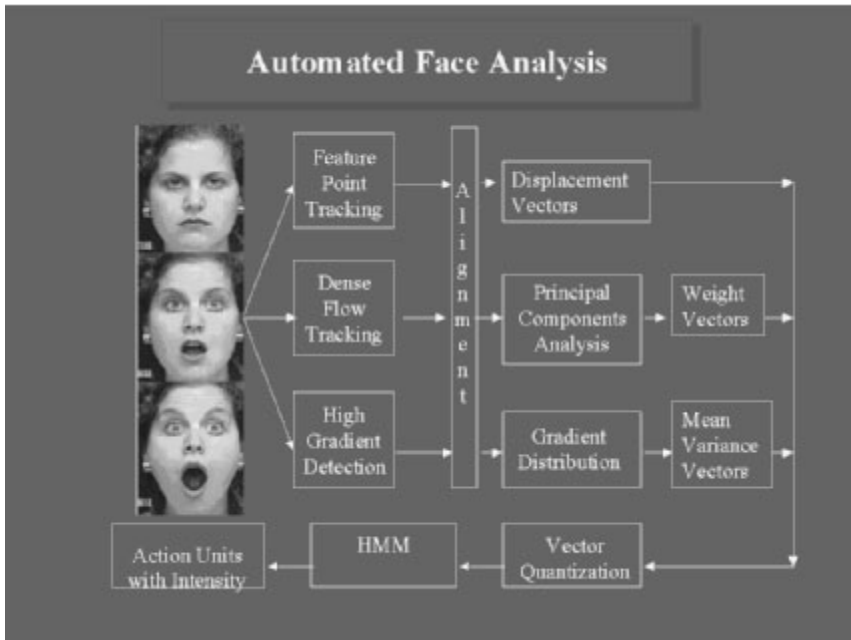 Automated Face Analysis
Feature
Point
Tracking
Dense
Flow
Tracking
High
Gradient
Detection
Alignment
Displacement
Vectors
Principal
Components
Analysis
Weight
Vectors
Gradient
Distribution
Mean
Variance
Vectors
Vector
Quantization
HMM
Action Units
with Intensity